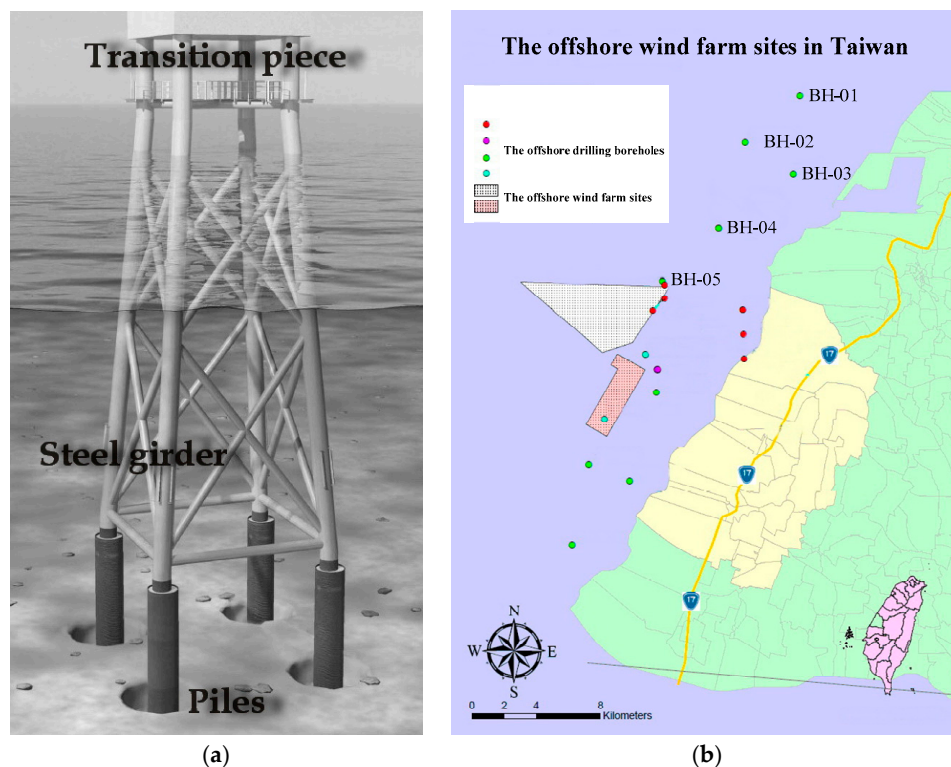 Transition piece
Steel girder
Piles
(a)
The offshore wind farm sites in Taiwan
The offshore drilling boreholes
The offshore wind farm sites
BH-01
BH-02
BH-03
BH-04
BH-05
17
17
17
N
W E
S
0 2 4 8
Kilometers
(b)